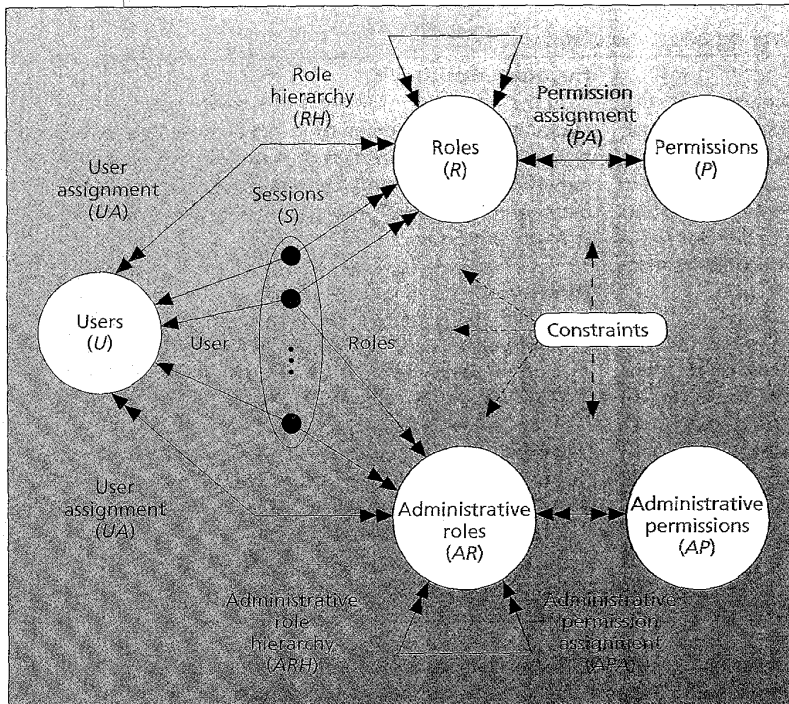 Role
hierarchy
(RH)
Permission
assignment
(PA)
Roles
(R)
Permissions
(P)
User
assignment
(UA)
Sessions
(S)
Users
(U)
User
Roles
Constraints
User
assignment
(UA)
Administrative
roles
(AR)
Administrative
permissions
(AP)
Administrative
role
hierarchy
(ARH)
Administrative
permission
assignment
(APA)